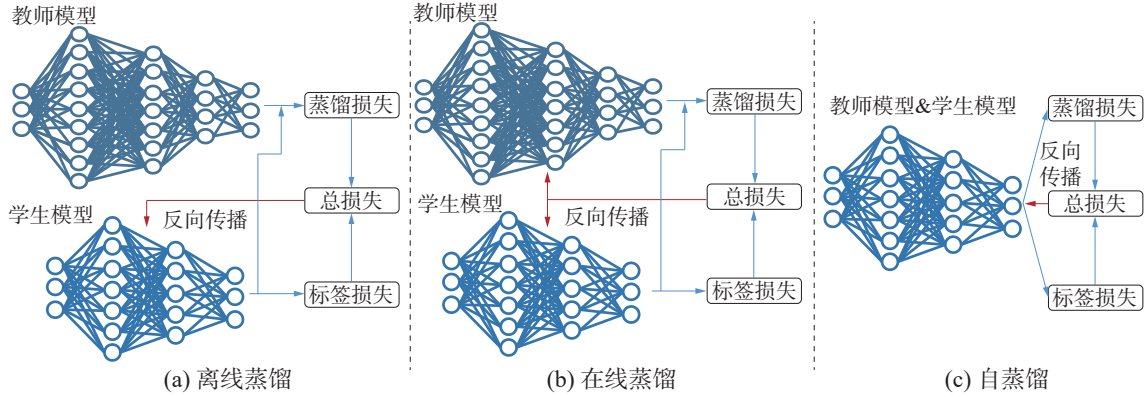 教师模型
蒸馏损失
总损失
反向传播
学生模型
标签损失
(a) 离线蒸馏
教师模型
蒸馏损失
总损失
反向传播
学生模型
标签损失
(b) 在线蒸馏
教师模型&学生模型
蒸馏损失
反向
传播
总损失
标签损失
(c) 自蒸馏